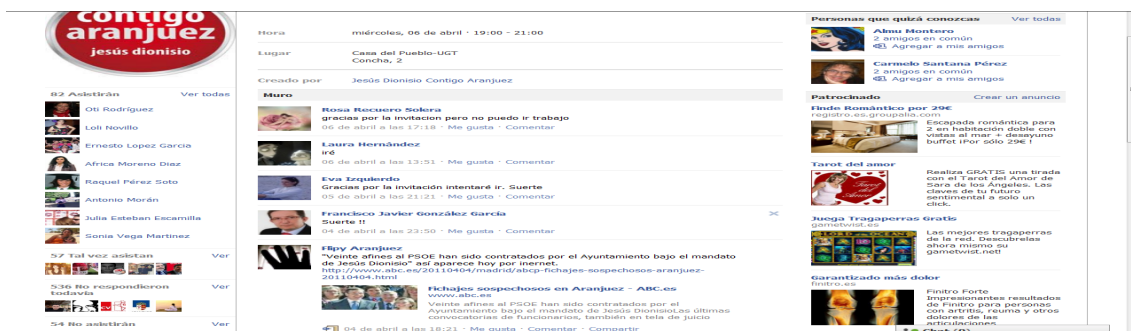 contigo
aranjuez
jesús dionisio
82 Asistirán Ver todas
Oti Rodríguez
Loli Novillo
Ernesto Lopez Garcia
Africa Moreno Diaz
Raquel Pérez Soto
Antonio Morán
Julia Esteban Escamilla
Sonia Vega Martinez
57 Tal vez asistan Ver
536 No respondieron todavía Ver
54 No asistirán Ver
Hora miércoles, 06 de abril · 19:00 - 21:00
Lugar Casa del Pueblo-UGT
Concha, 2
Creado por Jesús Dionisio Contigo Aranjuez
Muro
Rosa Recuero Solera
gracias por la invitacion pero no puedo ir trabajo
06 de abril a las 17:18 · Me gusta · Comentar
Laura Hernández
iré
06 de abril a las 13:51 · Me gusta · Comentar
Eva Izquierdo
Gracias por la invitación intentaré ir. Suerte
05 de abril a las 21:21 · Me gusta · Comentar
Francisco Javier González García
Suerte !!
04 de abril a las 23:50 · Me gusta · Comentar
Flipy Aranjuez
"Veinte afines al PSOE han sido contratados por el Ayuntamiento bajo el mandato
de Jesús Dionisio" así aparece hoy por inernet.
http://www.abc.es/20110404/madrid/abcp-fichajes-sospechosos-aranjuez-
20110404.html
Fichajes sospechosos en Aranjuez - ABC.es
www.abc.es
Veinte afines al PSOE han sido contratados por el
Ayuntamiento bajo el mandato de Jesús DionisioLas últimas
convocatorias de funcionarios, también en tela de juicio
04 de abril a las 18:21 · Me gusta · Comentar · Compartir
Personas que quizá conozcas Ver todas
Almu Montero
2 amigos en común
Agregar a mis amigos
Carmelo Santana Pérez
2 amigos en común
Agregar a mis amigos
Patrocinado Crear un anuncio
Finde Romántico por 29€
registro.es.groupalia.com
Escapada romántica para
2 en habitación doble con
vistas al mar + desayuno
buffet ¡Por sólo 29€ !
Tarot del amor
Realiza GRATIS una tirada
con el Tarot del Amor de
Sara de los Ángeles. Las
claves de tu futuro
sentimental a solo un
click.
Juega Tragaperras Gratis
gametwist.es
Las mejores tragaperras
de la red. Descubrelas
ahora mismo su
gametwist.net!
Garantizado más dolor
finitro.es
Finitro Forte
Impresionantes resultados
de Finitro para personas
con artritis, reuma y otros
dolores de las
articulaciones